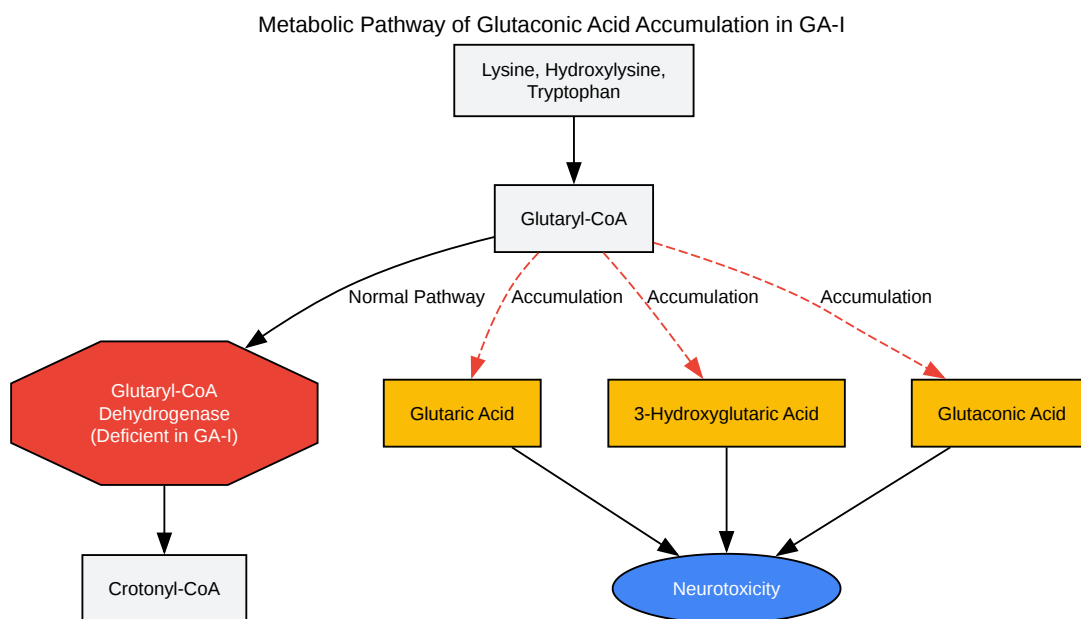 Metabolic Pathway of Glutaconic Acid Accumulation in GA-I
Lysine, Hydroxylysine,
Tryptophan
Glutaryl-CoA
Normal Pathway
Accumulation
Accumulation
Accumulation
Glutaryl-CoA
Dehydrogenase
(Deficient in GA-I)
Glutaric Acid
3-Hydroxyglutaric Acid
Glutaconic Acid
Crotonyl-CoA
Neurotoxicity